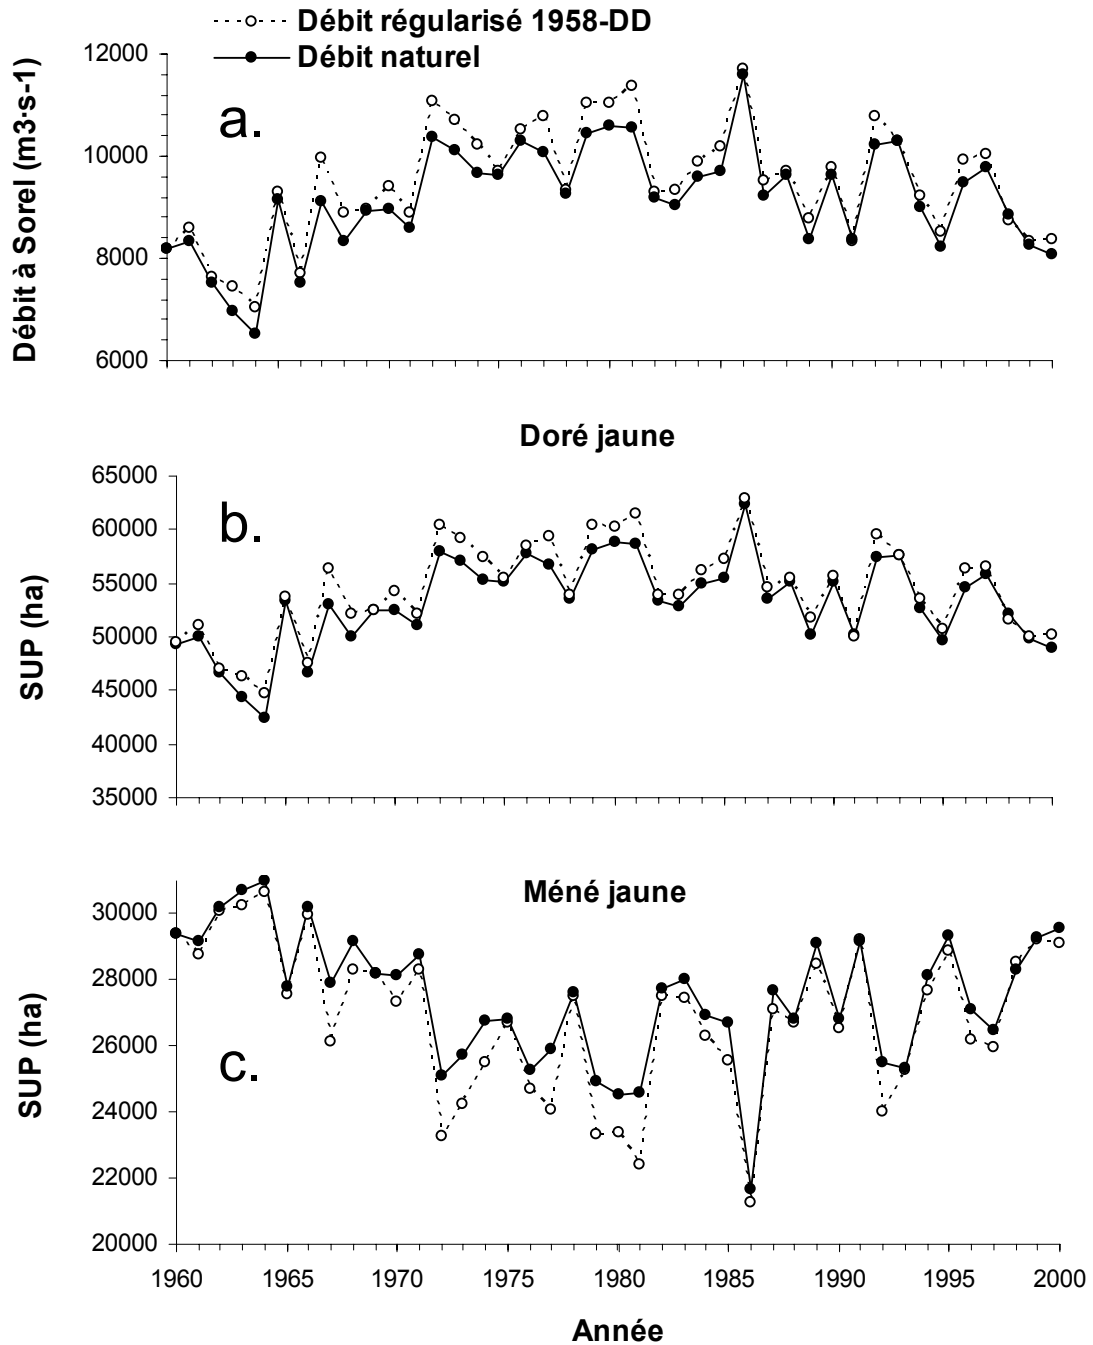 Débit régularisé 1958-DD
Débit naturel
a.
Débit à Sorel (m3·s-1)
12000
10000
8000
6000
Doré jaune
b.
SUP (ha)
65000
60000
55000
50000
45000
40000
35000
Méné jaune
c.
SUP (ha)
30000
28000
26000
24000
22000
20000
1960 1965 1970 1975 1980 1985 1990 1995 2000
Année